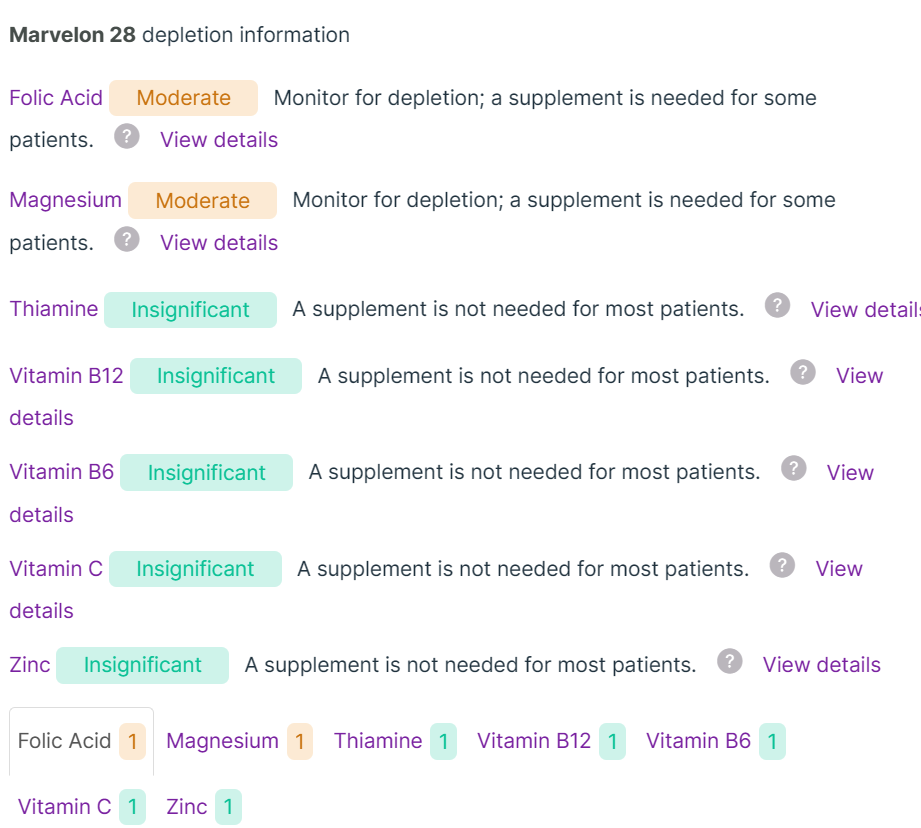 Marvelon 28 depletion information
Folic Acid Moderate Monitor for depletion; a supplement is needed for some
patients. ? View details
Magnesium Moderate Monitor for depletion; a supplement is needed for some
patients. ? View details
Thiamine Insignificant A supplement is not needed for most patients. ? View details
Vitamin B12 Insignificant A supplement is not needed for most patients. ? View
details
Vitamin B6 Insignificant A supplement is not needed for most patients. ? View
details
Vitamin C Insignificant A supplement is not needed for most patients. ? View
details
Zinc Insignificant A supplement is not needed for most patients. ? View details
Folic Acid 1 Magnesium 1 Thiamine 1 Vitamin B12 1 Vitamin B6 1
Vitamin C 1 Zinc 1